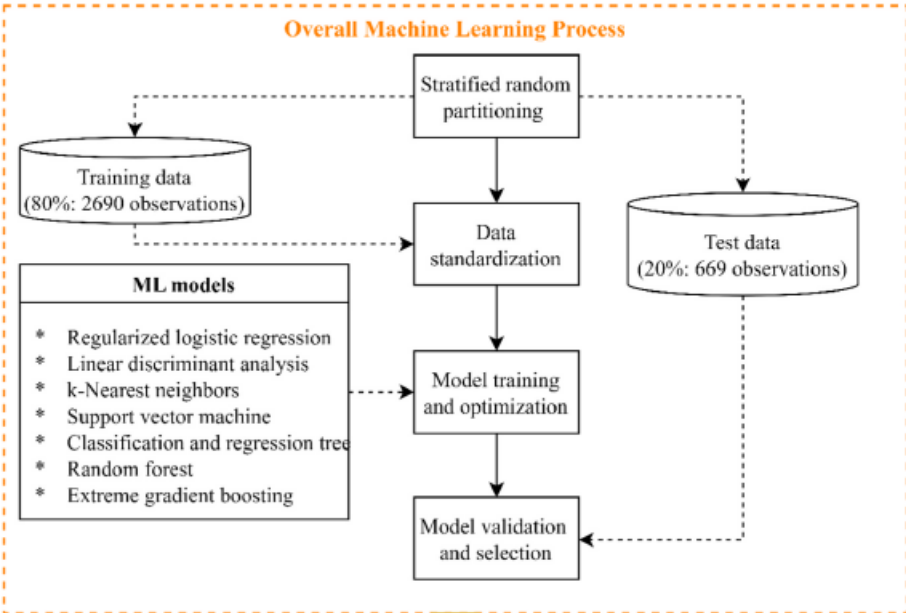 Overall Machine Learning Process
Stratified random
partitioning
Training data
(80%: 2690 observations)
Data
standardization
Test data
(20%: 669 observations)
ML models
* Regularized logistic regression
* Linear discriminant analysis
* k-Nearest neighbors
* Support vector machine
* Classification and regression tree
* Random forest
* Extreme gradient boosting
Model training
and optimization
Model validation
and selection